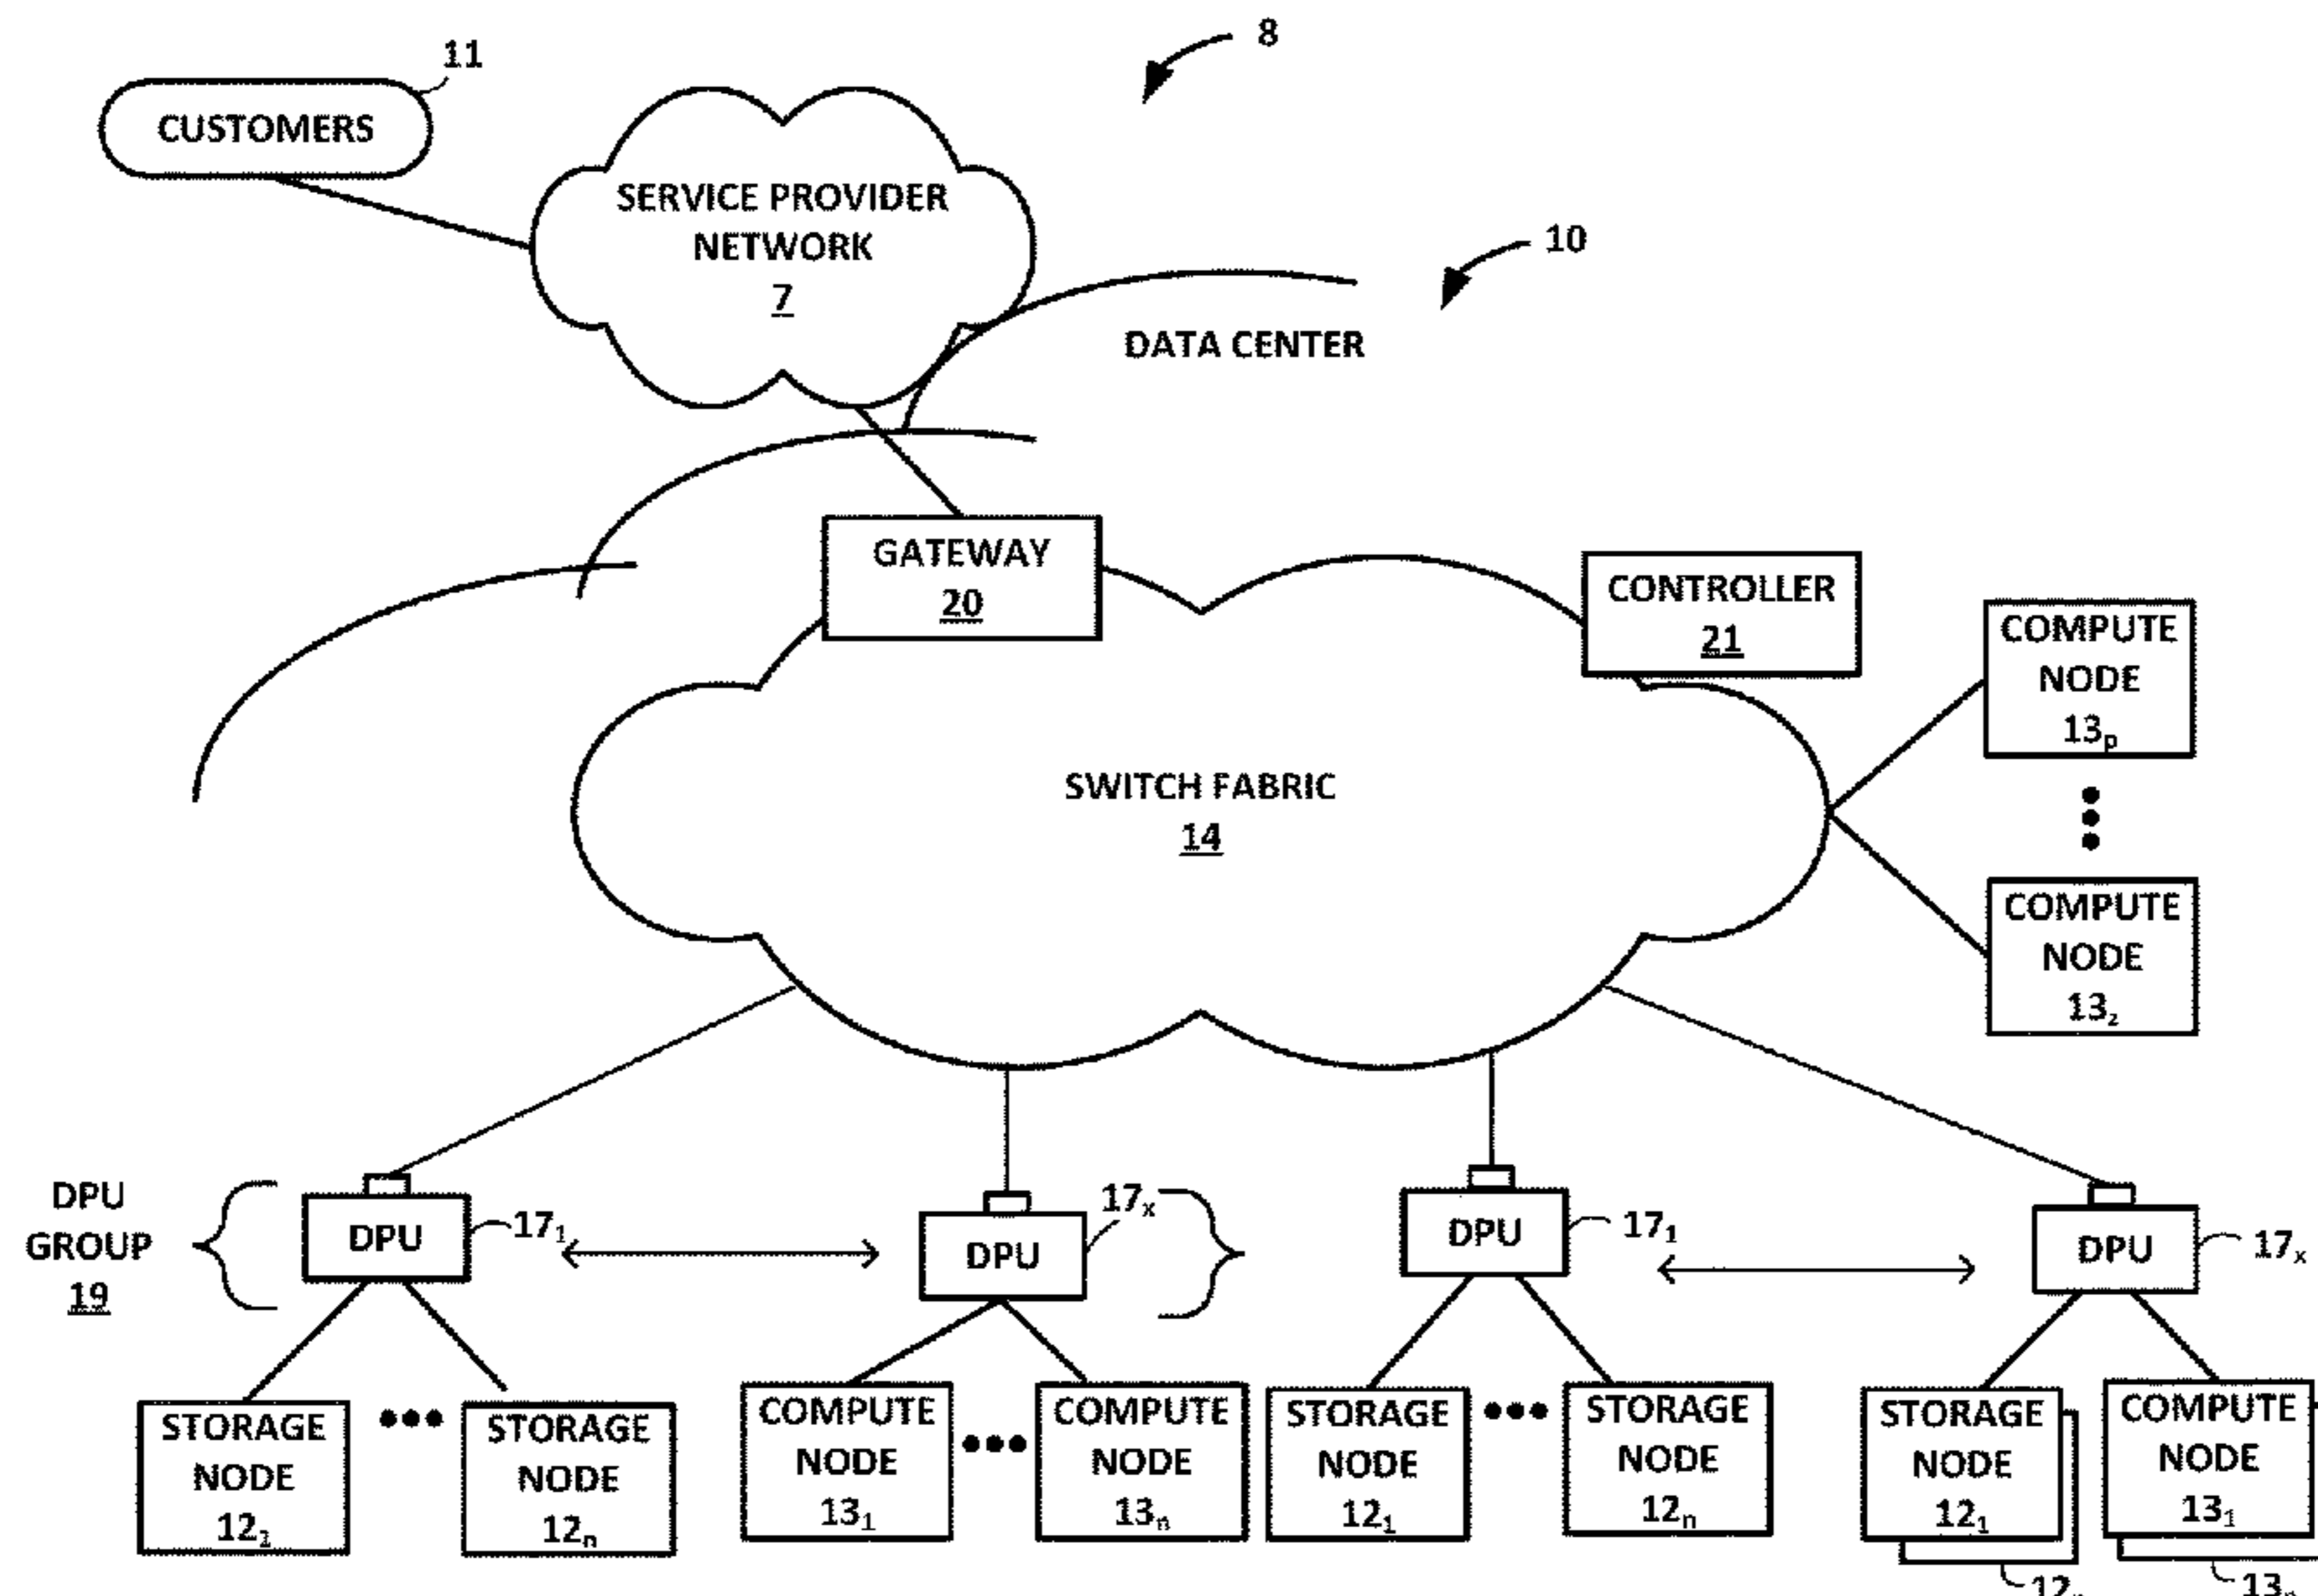 8
11
CUSTOMERS
SERVICE PROVIDER
NETWORK
7
10
DATA CENTER
GATEWAY
20
CONTROLLER
21
COMPUTE
NODE
13p
SWITCH FABRIC
14
COMPUTE
NODE
132
DPU
GROUP
19
DPU
171
DPU
17x
DPU
171
DPU
17x
STORAGE
NODE
121
STORAGE
NODE
12n
COMPUTE
NODE
131
COMPUTE
NODE
13n
STORAGE
NODE
121
STORAGE
NODE
12n
STORAGE
NODE
121
COMPUTE
NODE
131
12n
13n